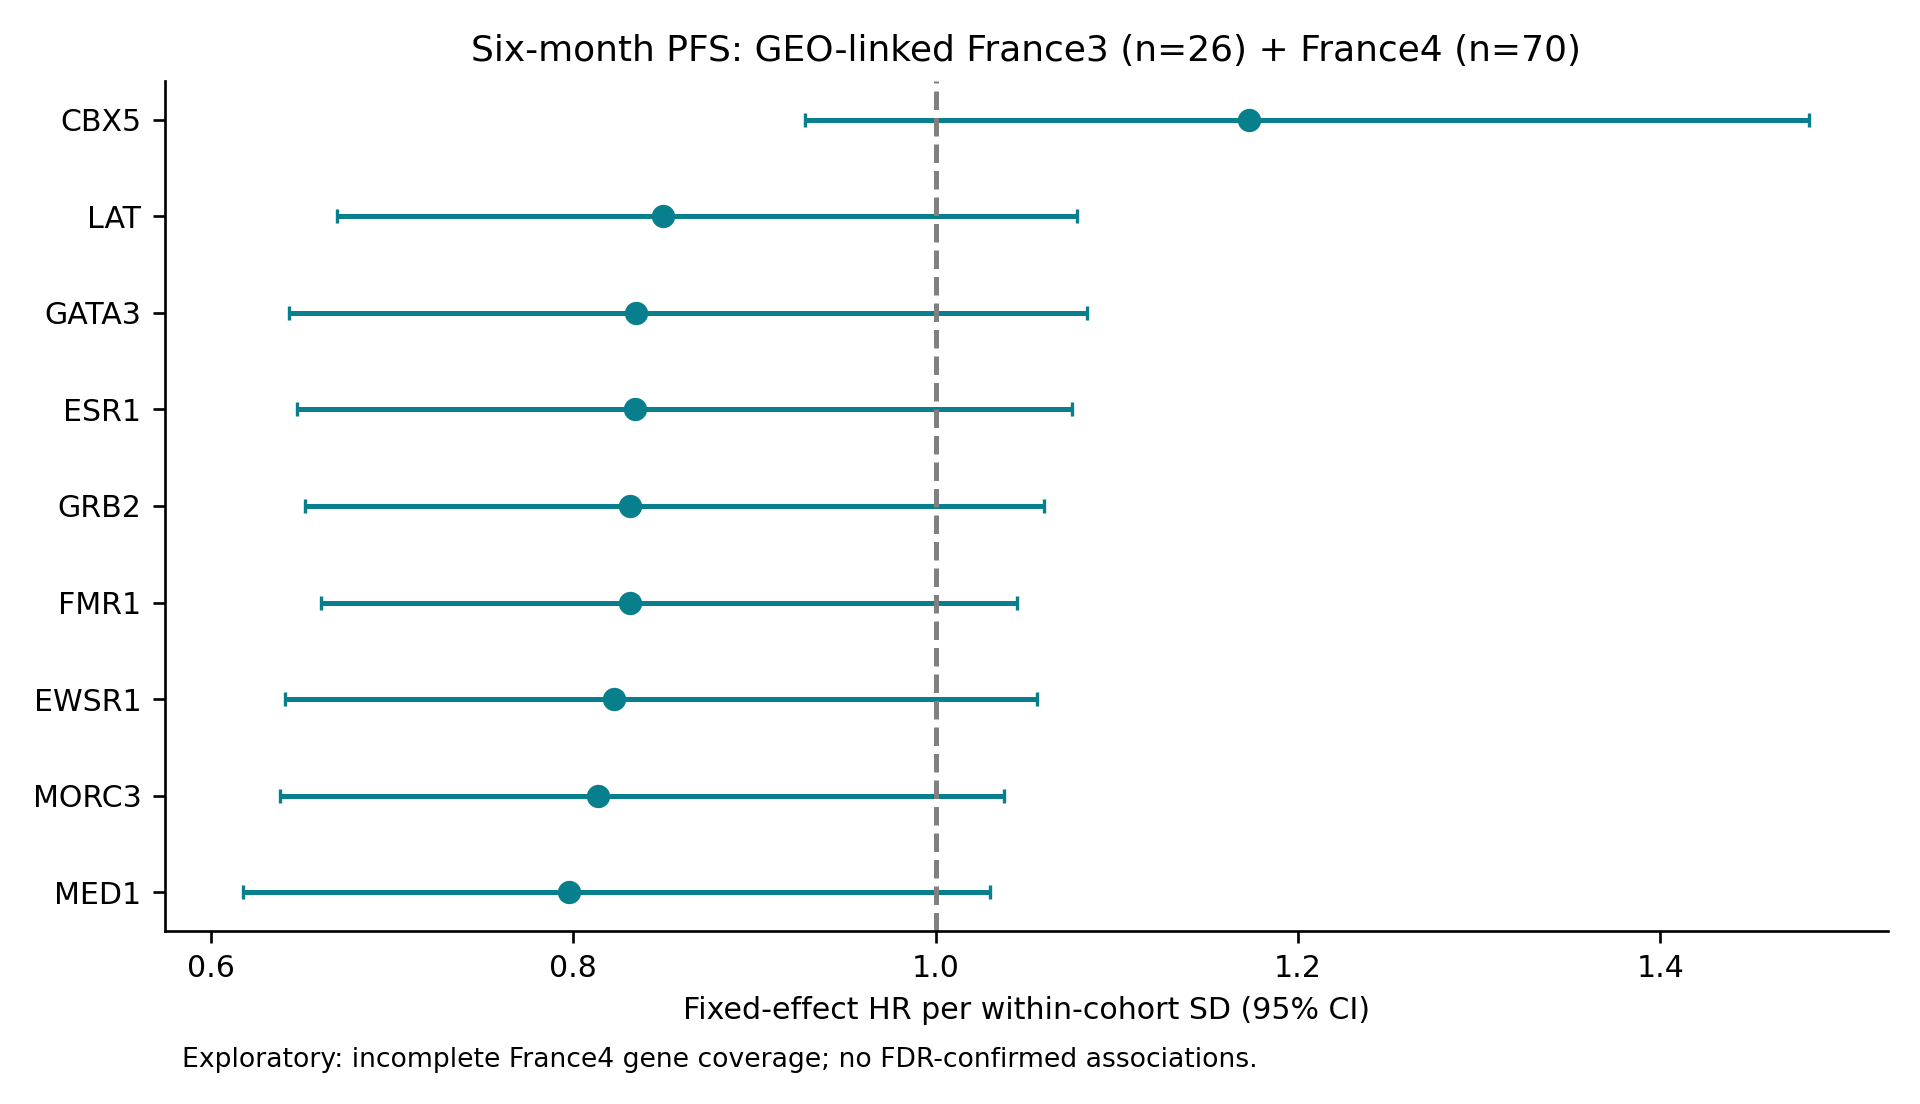 Six-month PFS: GEO-linked France3 (n=26) + France4 (n=70)
CBX5
LAT
GATA3
ESR1
GRB2
FMR1
EWSR1
MORC3
MED1
0.6 0.8 1.0 1.2 1.4
Fixed-effect HR per within-cohort SD (95% CI)
Exploratory: incomplete France4 gene coverage; no FDR-confirmed associations.